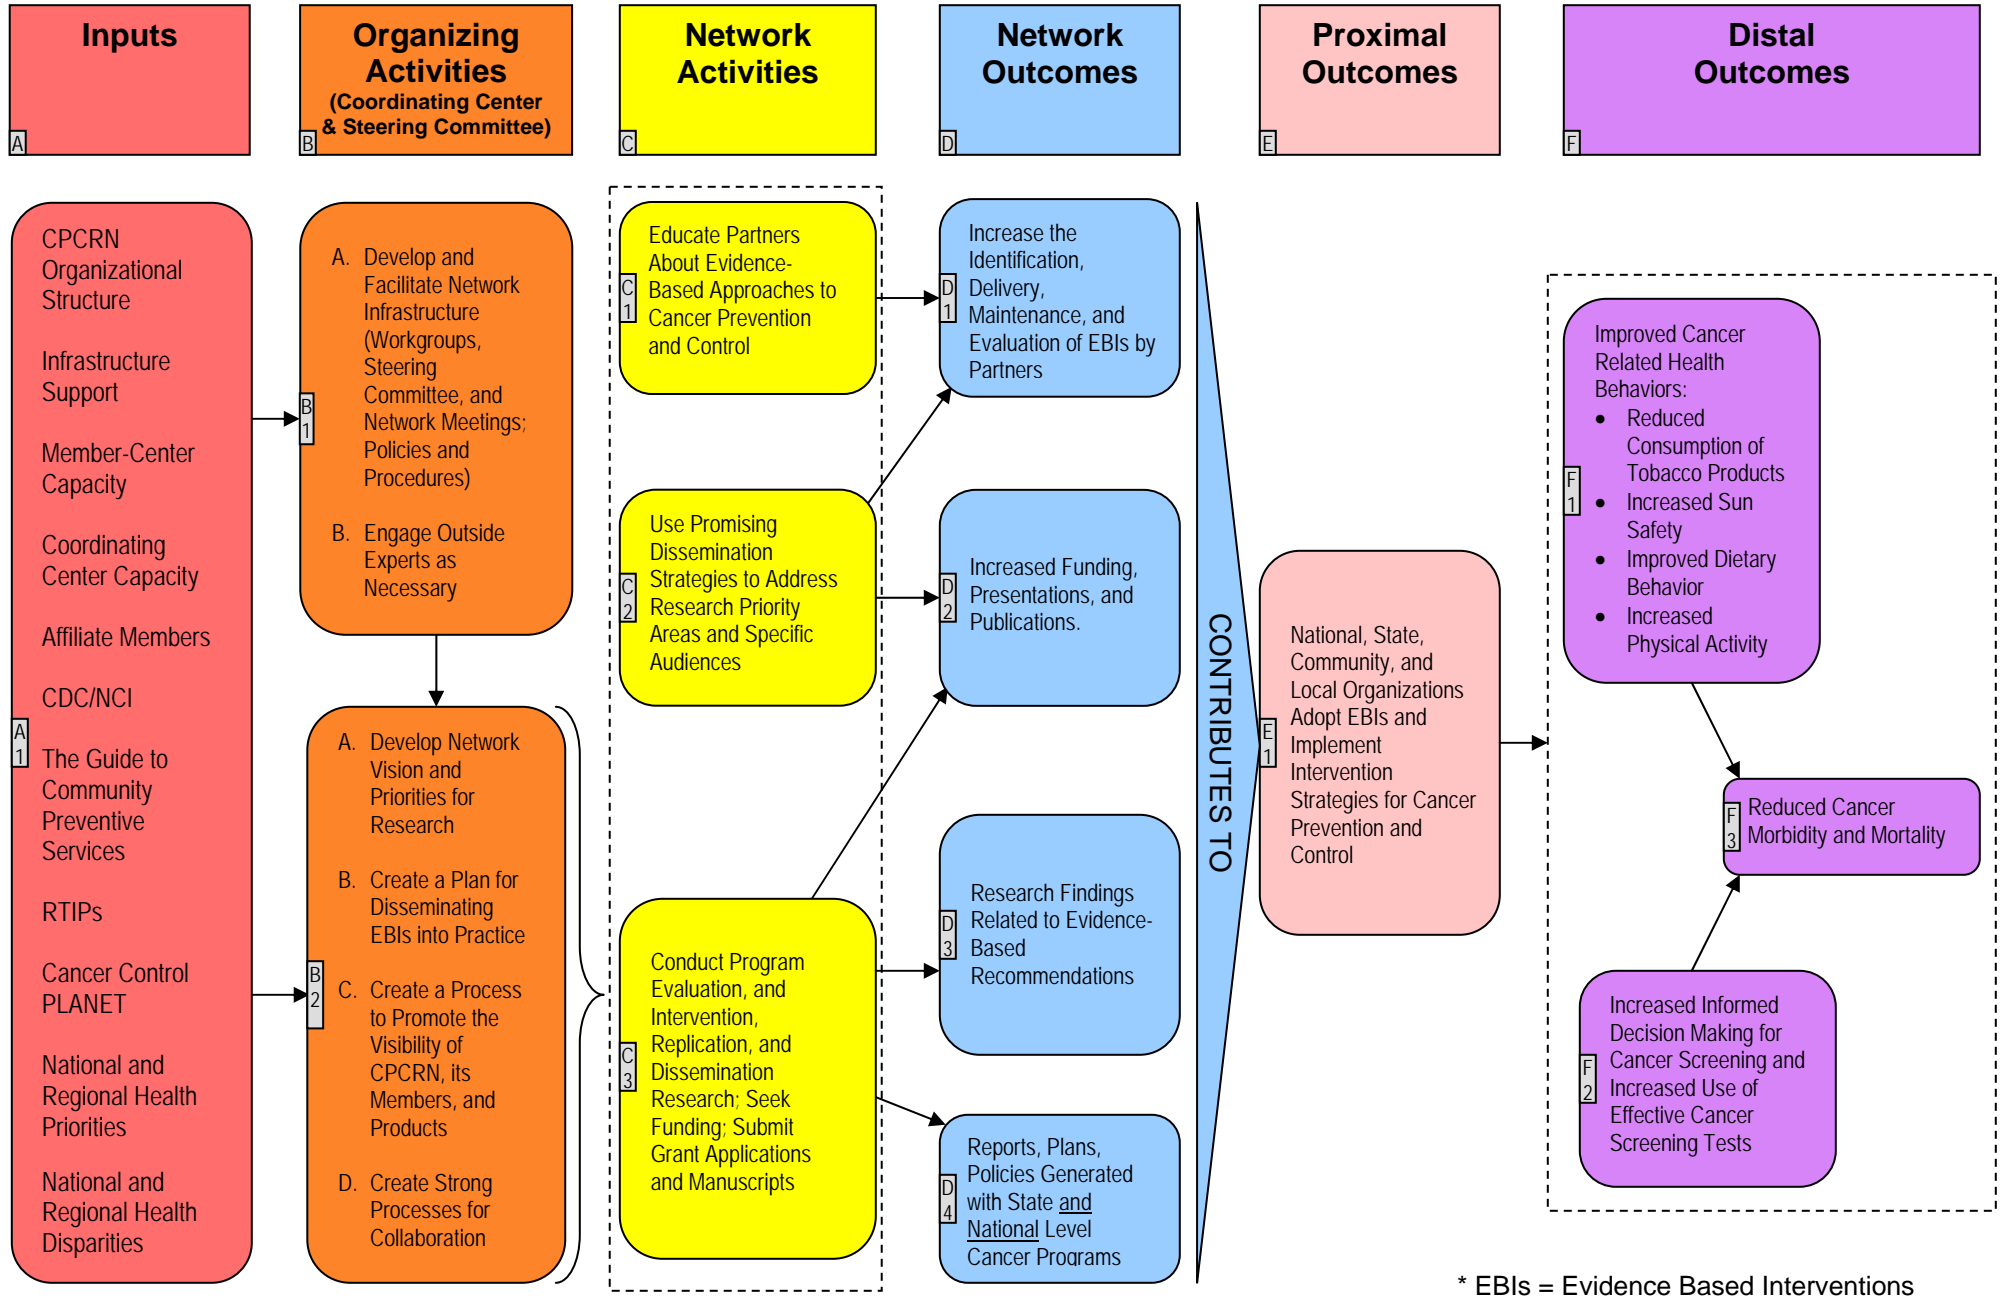 Inputs
A
Organizing
Activities
(Coordinating Center
& Steering Committee)
B
Network
Activities
C
Network
Outcomes
D
Proximal
Outcomes
E
Distal
Outcomes
F
CPCRN
Organizational
Structure
Infrastructure
Support
Member-Center
Capacity
Coordinating
Center Capacity
Affiliate Members
CDC/NCI
A
1
The Guide to
Community
Preventive
Services
RTIPs
Cancer Control
PLANET
National and
Regional Health
Priorities
National and
Regional Health
Disparities
B
1
A. Develop and
Facilitate Network
Infrastructure
(Workgroups,
Steering
Committee, and
Network Meetings;
Policies and
Procedures)
B. Engage Outside
Experts as
Necessary
B
2
A. Develop Network
Vision and
Priorities for
Research
B. Create a Plan for
Disseminating
EBIs into Practice
C. Create a Process
to Promote the
Visibility of
CPCRN, its
Members, and
Products
D. Create Strong
Processes for
Collaboration
C
1
Educate Partners
About Evidence-
Based Approaches to
Cancer Prevention
and Control
C
2
Use Promising
Dissemination
Strategies to Address
Research Priority
Areas and Specific
Audiences
C
3
Conduct Program
Evaluation, and
Intervention,
Replication, and
Dissemination
Research; Seek
Funding; Submit
Grant Applications
and Manuscripts
D
1
Increase the
Identification,
Delivery,
Maintenance, and
Evaluation of EBIs by
Partners
D
2
Increased Funding,
Presentations, and
Publications.
D
3
Research Findings
Related to Evidence-
Based
Recommendations
D
4
Reports, Plans,
Policies Generated
with State and
National Level
Cancer Programs
CONTRIBUTES TO
E
1
National, State,
Community, and
Local Organizations
Adopt EBIs and
Implement
Intervention
Strategies for Cancer
Prevention and
Control
F
1
Improved Cancer
Related Health
Behaviors:
• Reduced
Consumption of
Tobacco Products
• Increased Sun
Safety
• Improved Dietary
Behavior
• Increased
Physical Activity
F
3
Reduced Cancer
Morbidity and Mortality
F
2
Increased Informed
Decision Making for
Cancer Screening and
Increased Use of
Effective Cancer
Screening Tests
* EBIs = Evidence Based Interventions